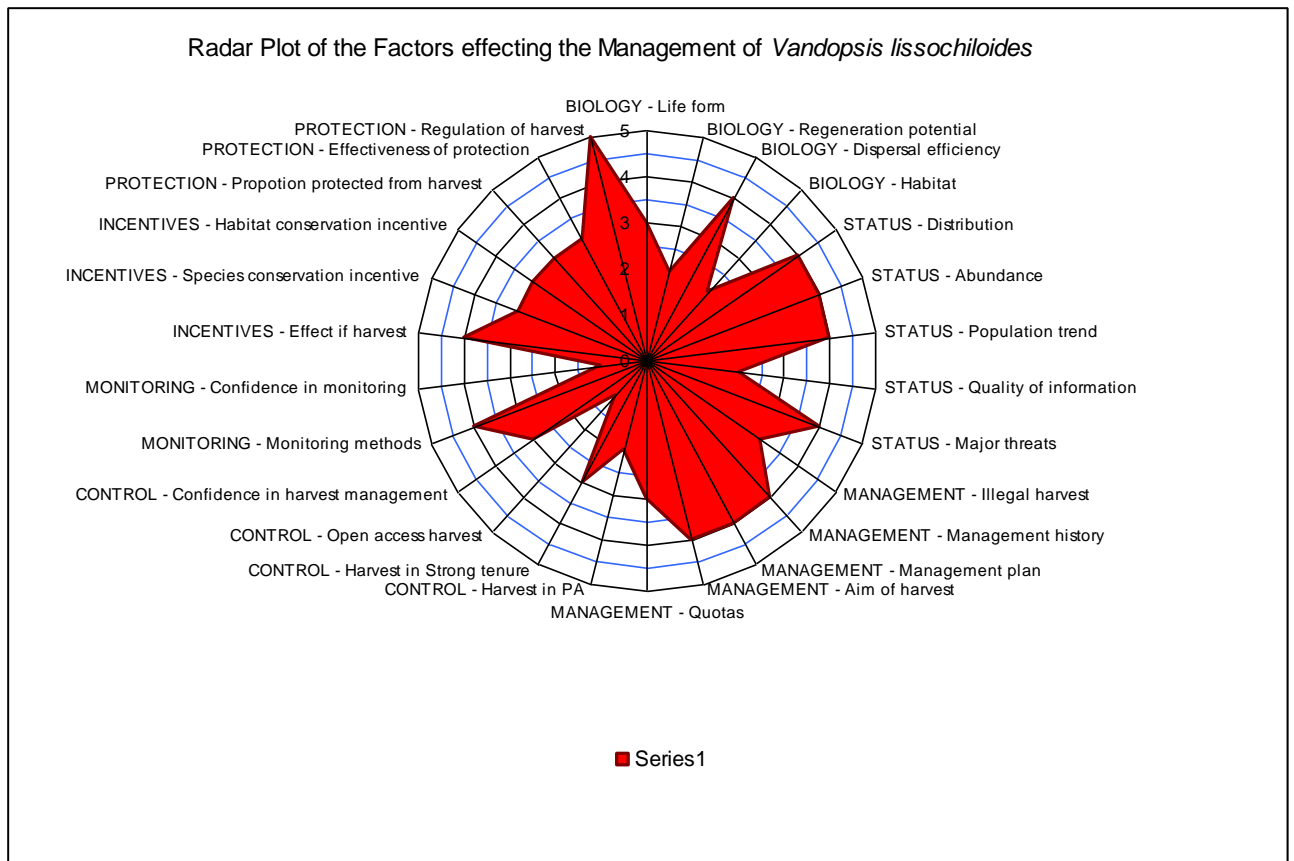 Radar Plot of the Factors effecting the Management of Vandopsis lissochiloides
BIOLOGY - Life form
BIOLOGY - Regeneration potential
BIOLOGY - Dispersal efficiency
BIOLOGY - Habitat
STATUS - Distribution
STATUS - Abundance
STATUS - Population trend
STATUS - Quality of information
STATUS - Major threats
MANAGEMENT - Illegal harvest
MANAGEMENT - Management history
MANAGEMENT - Management plan
MANAGEMENT - Aim of harvest
MANAGEMENT - Quotas
CONTROL - Harvest in PA
CONTROL - Harvest in Strong tenure
CONTROL - Open access harvest
CONTROL - Confidence in harvest management
MONITORING - Monitoring methods
MONITORING - Confidence in monitoring
INCENTIVES - Effect if harvest
INCENTIVES - Species conservation incentive
INCENTIVES - Habitat conservation incentive
PROTECTION - Propotion protected from harvest
PROTECTION - Effectiveness of protection
PROTECTION - Regulation of harvest
5
4
3
2
1
0
Series1